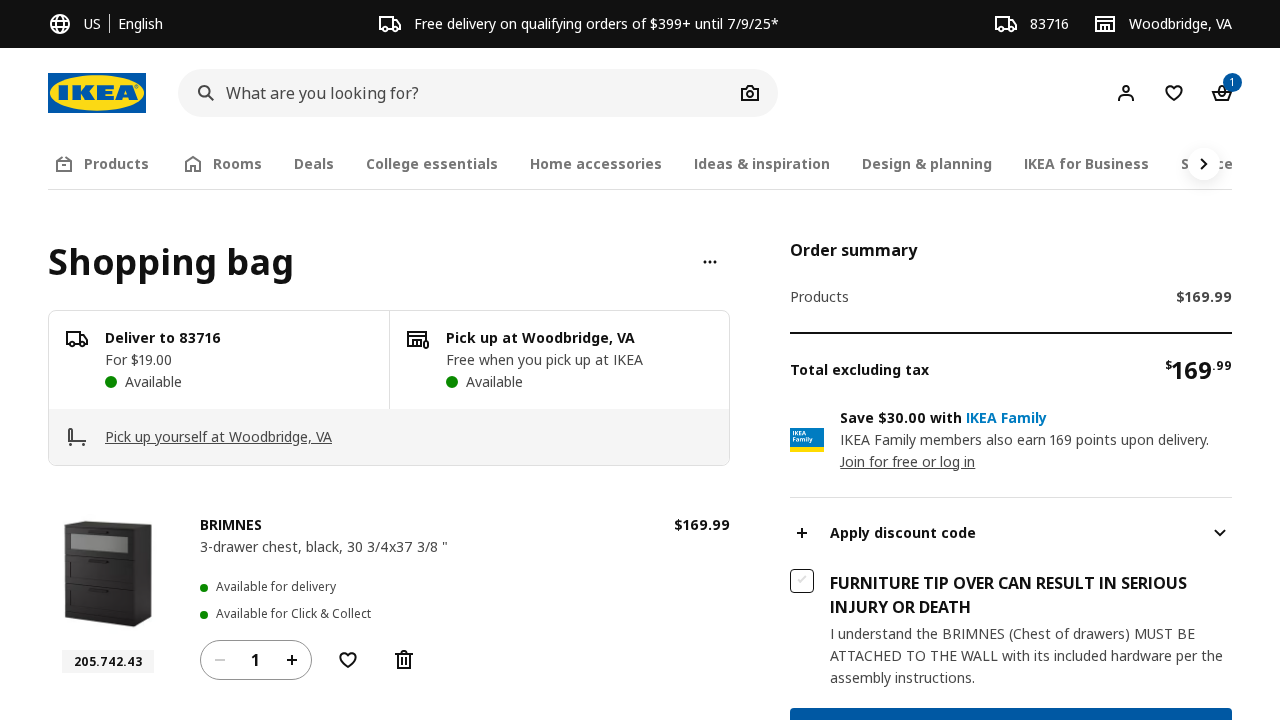 US English
Free delivery on qualifying orders of $399+ until 7/9/25*
83716
Woodbridge, VA
IKEA
What are you looking for?
1
Products
Rooms
Deals
College essentials
Home accessories
Ideas & inspiration
Design & planning
IKEA for Business
Shopping bag
Deliver to 83716
For $19.00
Available
Pick up at Woodbridge, VA
Free when you pick up at IKEA
Available
Pick up yourself at Woodbridge, VA
BRIMNES $169.99
3-drawer chest, black, 30 3/4x37 3/8 "
Available for delivery
Available for Click & Collect
205.742.43
1
Order summary
Products $169.99
Total excluding tax $169.99
Save $30.00 with IKEA Family
IKEA Family
IKEA Family members also earn 169 points upon delivery.
Join for free or log in
Apply discount code
FURNITURE TIP OVER CAN RESULT IN SERIOUS
INJURY OR DEATH
I understand the BRIMNES (Chest of drawers) MUST BE
ATTACHED TO THE WALL with its included hardware per the
assembly instructions.